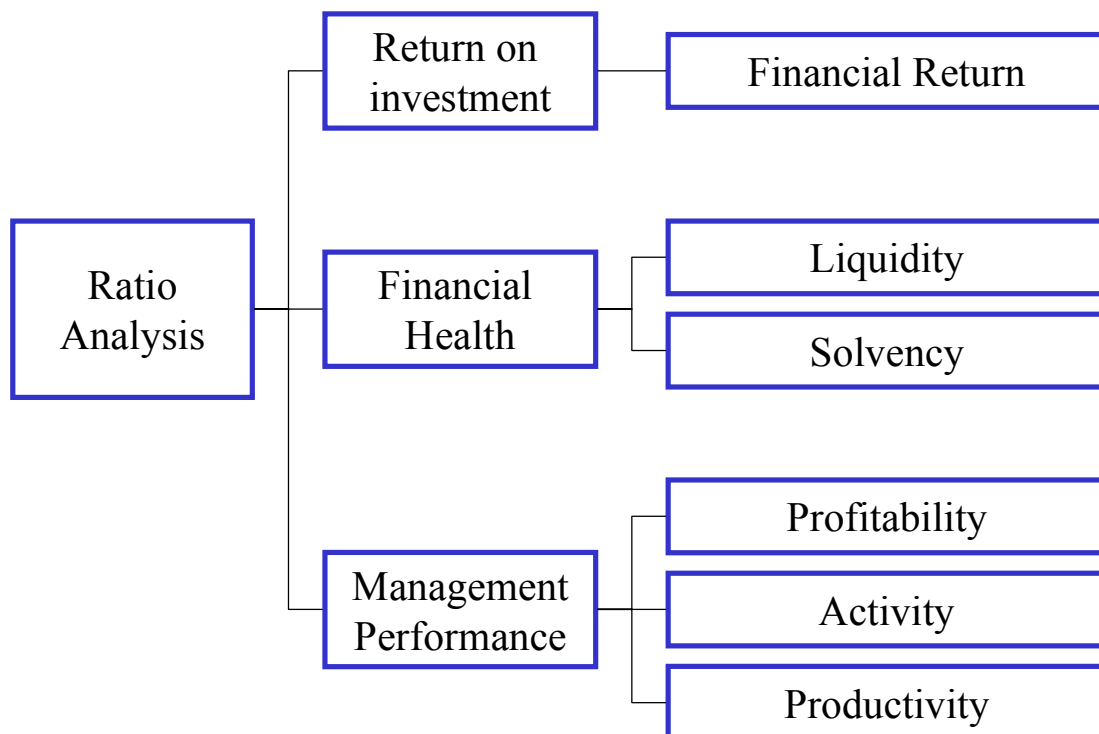 Return on
investment
Financial Return
Ratio
Analysis
Financial
Health
Liquidity
Solvency
Management
Performance
Profitability
Activity
Productivity